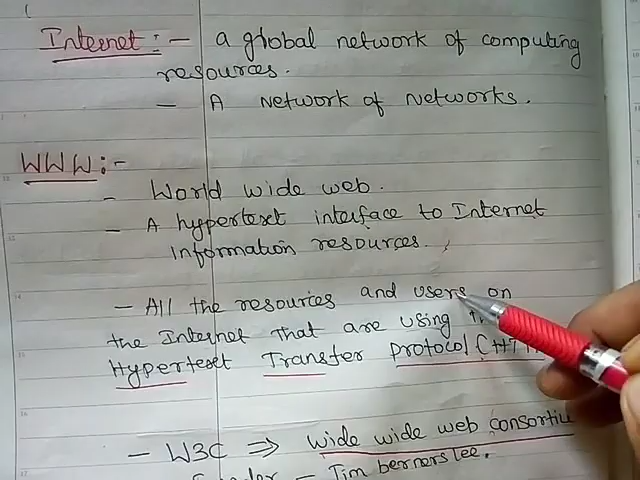 Internet :- a global network of computing
resources.
- A network of networks.
WWW :-
- World wide web.
- A hypertext interface to Internet
Information resources.
- All the resources and users on
the Internet that are using
Hypertext Transfer Protocol (HTT
- W3C ⇒ wide wide web consortiu
- Tim berners lee.